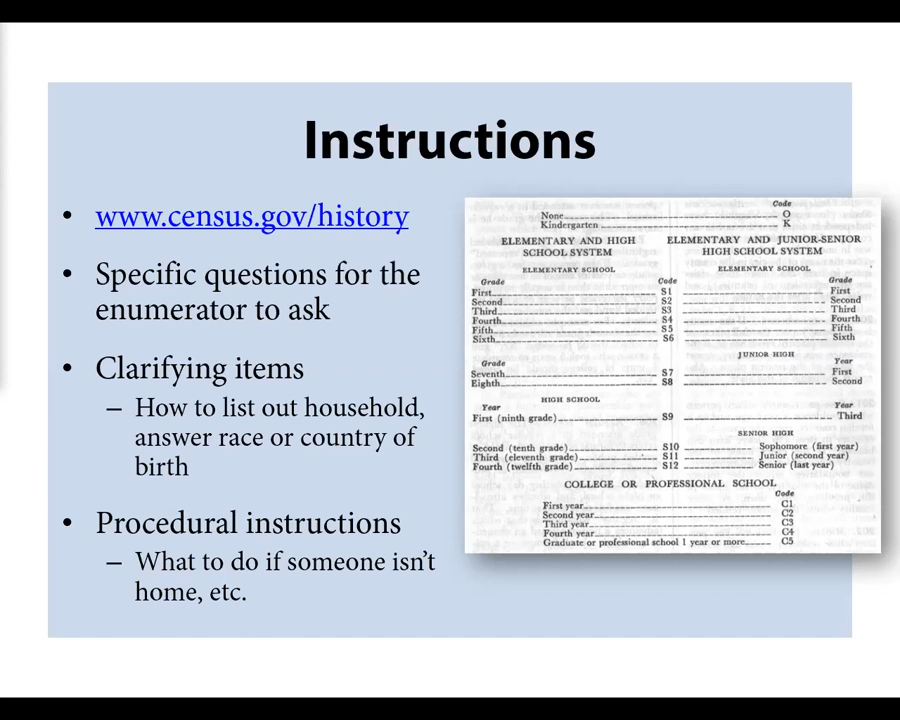 Instructions
• www.census.gov/history
• Specific questions for the
enumerator to ask
• Clarifying items
– How to list out household,
answer race or country of
birth
• Procedural instructions
– What to do if someone isn’t
home, etc.
Code
None O
Kindergarten K
ELEMENTARY AND HIGH
SCHOOL SYSTEM
ELEMENTARY AND JUNIOR-SENIOR
HIGH SCHOOL SYSTEM
ELEMENTARY SCHOOL ELEMENTARY SCHOOL
Grade Code Grade
First S1 First
Second S2 Second
Third S3 Third
Fourth S4 Fourth
Fifth S5 Fifth
Sixth S6 Sixth
JUNIOR HIGH
Grade Year
Seventh S7 First
Eighth S8 Second
HIGH SCHOOL
Year Year
First (ninth grade) S9 Third
SENIOR HIGH
Second (tenth grade) S10 Sophomore (first year)
Third (eleventh grade) S11 Junior (second year)
Fourth (twelfth grade) S12 Senior (last year)
COLLEGE OR PROFESSIONAL SCHOOL
Code
First year C1
Second year C2
Third year C3
Fourth year C4
Graduate or professional school 1 year or more C5